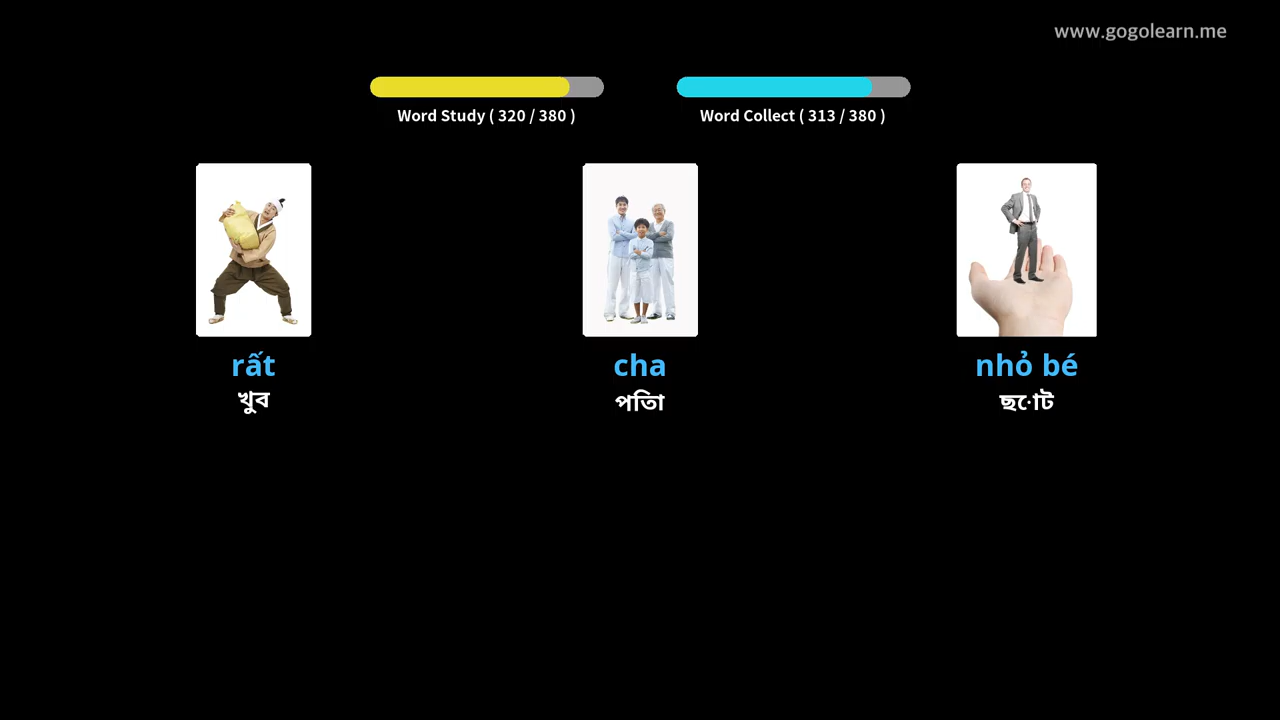 www.gogolearn.me
Word Study ( 320 / 380 )
Word Collect ( 313 / 380 )
rất
খুব
cha
পিতা
nhỏ bé
ছোট